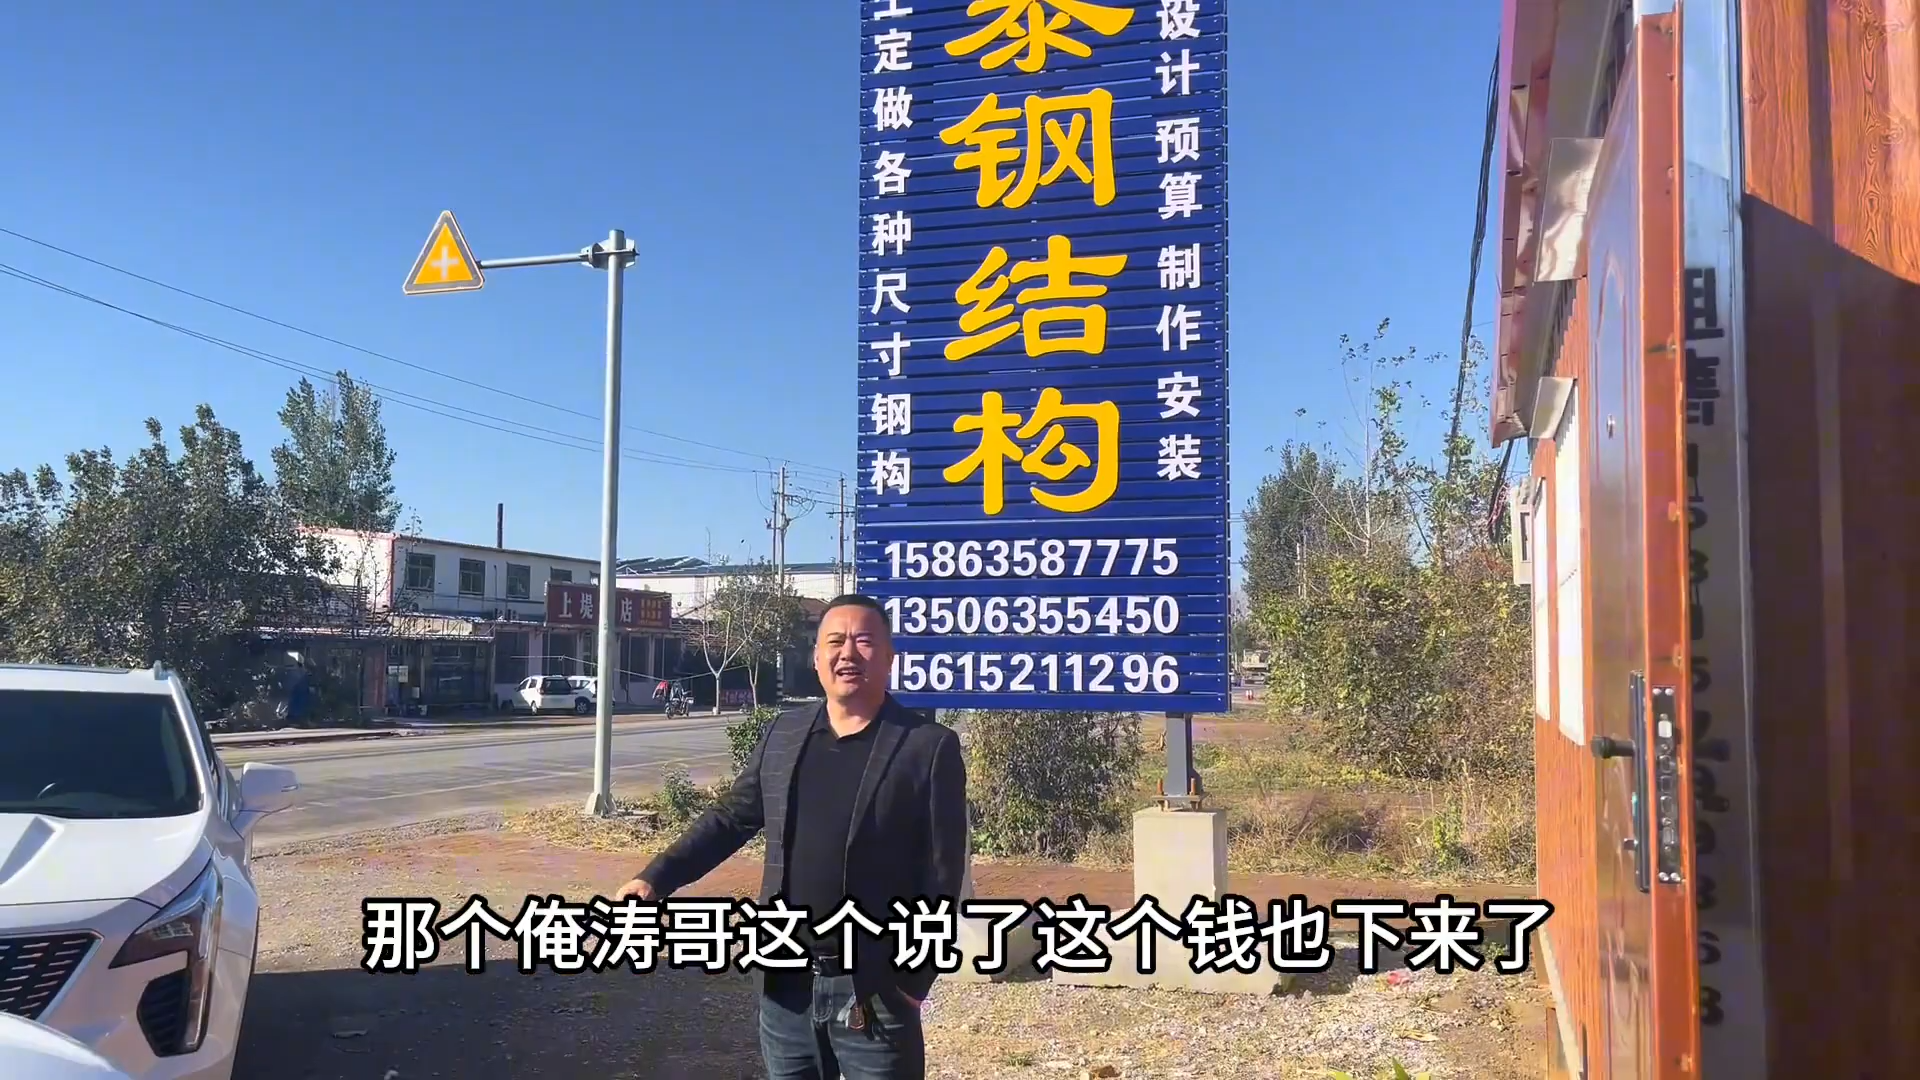 工定做各种尺寸钢构
泰钢结构
设计 预算 制作 安装
15863587775
13506355450
15615211296
上堤
店
那个俺涛哥这个说了这个钱也下来了